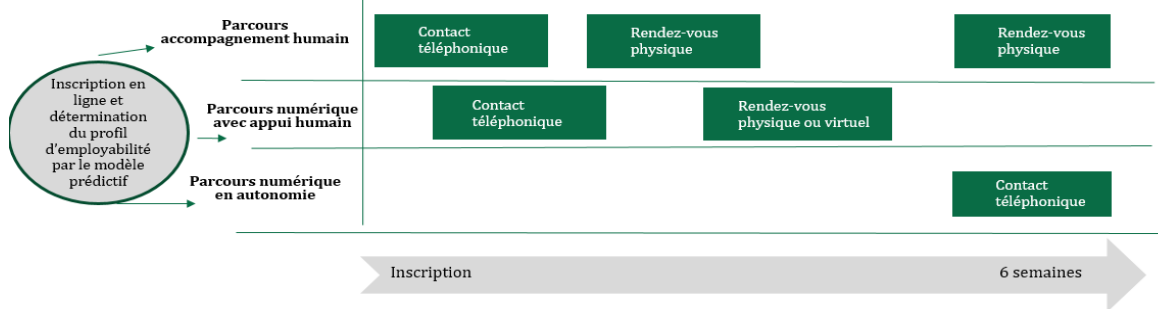 Parcours
accompagnement humain
Contact
téléphonique
Rendez-vous
physique
Rendez-vous
physique
Inscription en
ligne et
détermination
du profil
d’employabilité
par le modèle
prédictif
Parcours numérique
avec appui humain
Contact
téléphonique
Rendez-vous
physique ou virtuel
Parcours numérique
en autonomie
Contact
téléphonique
Inscription
6 semaines